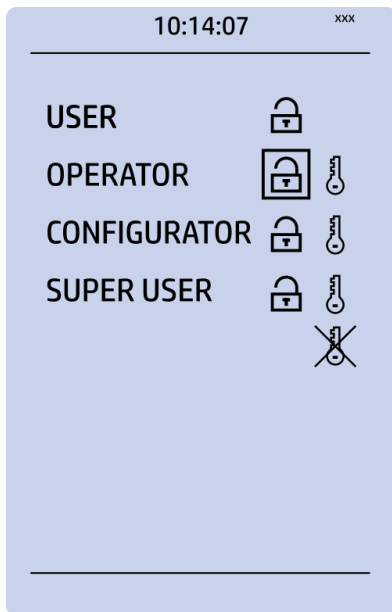 10:14:07 xxx
USER
OPERATOR
CONFIGURATOR
SUPER USER